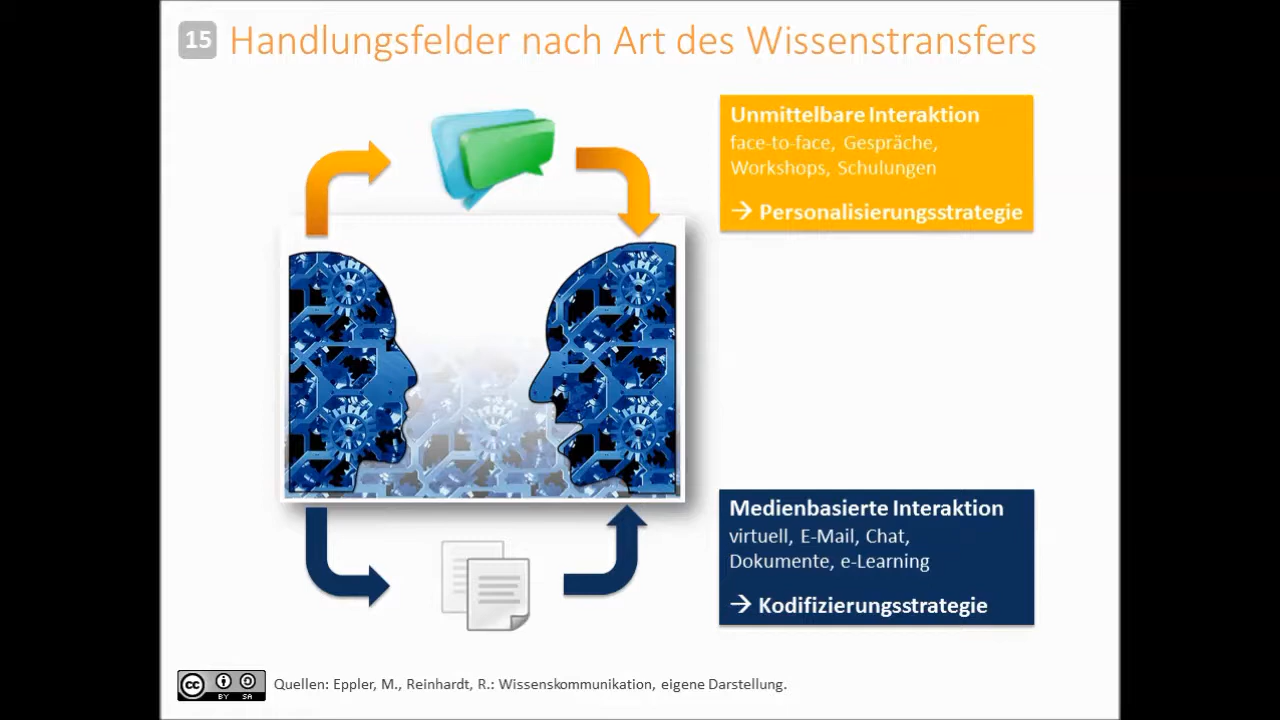 15 Handlungsfelder nach Art des Wissenstransfers
Unmittelbare Interaktion
face-to-face, Gespräche,
Workshops, Schulungen
→ Personalisierungsstrategie
Medienbasierte Interaktion
virtuell, E-Mail, Chat,
Dokumente, e-Learning
→ Kodifizierungsstrategie
cc BY SA
Quellen: Eppler, M., Reinhardt, R.: Wissenskommunikation, eigene Darstellung.